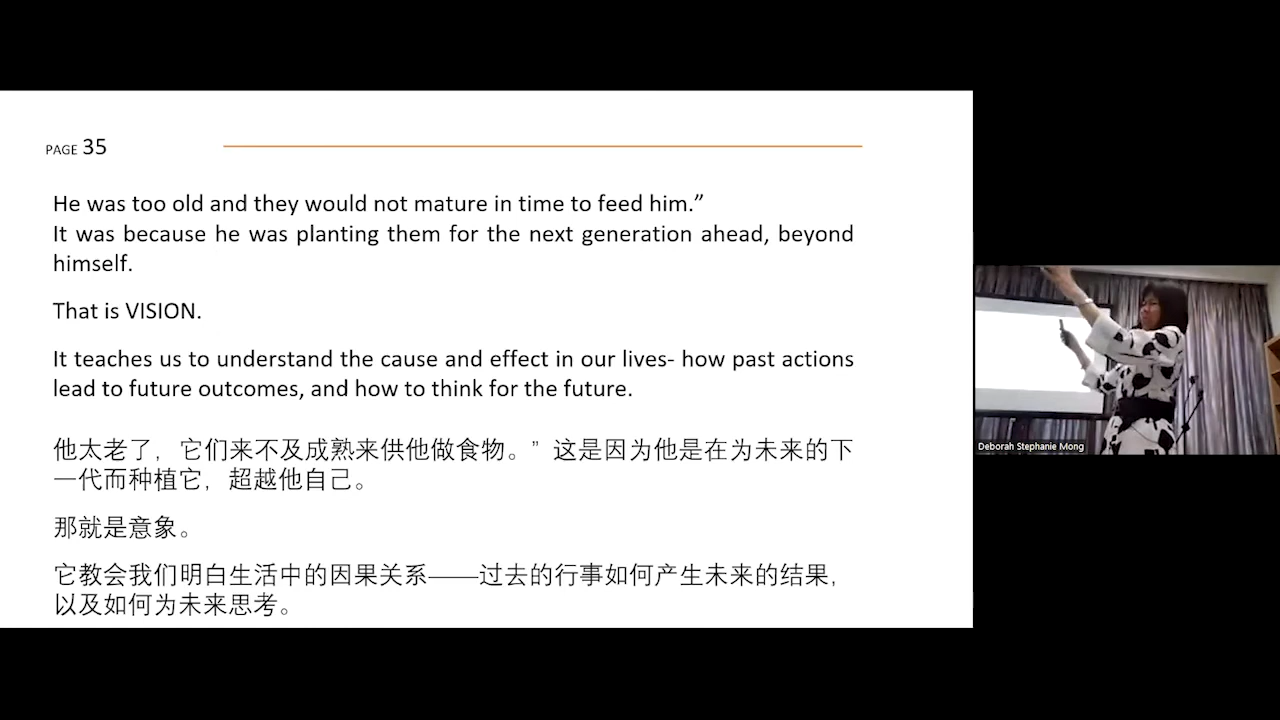 PAGE 35
He was too old and they would not mature in time to feed him.”
It was because he was planting them for the next generation ahead, beyond
himself.
That is VISION.
It teaches us to understand the cause and effect in our lives- how past actions
lead to future outcomes, and how to think for the future.
他太老了，它们来不及成熟来供他做食物。”这是因为他是在为未来的下
一代而种植它，超越他自己。
那就是意象。
它教会我们明白生活中的因果关系——过去的行事如何产生未来的结果，
以及如何为未来思考。
Deborah Stephanie Mong